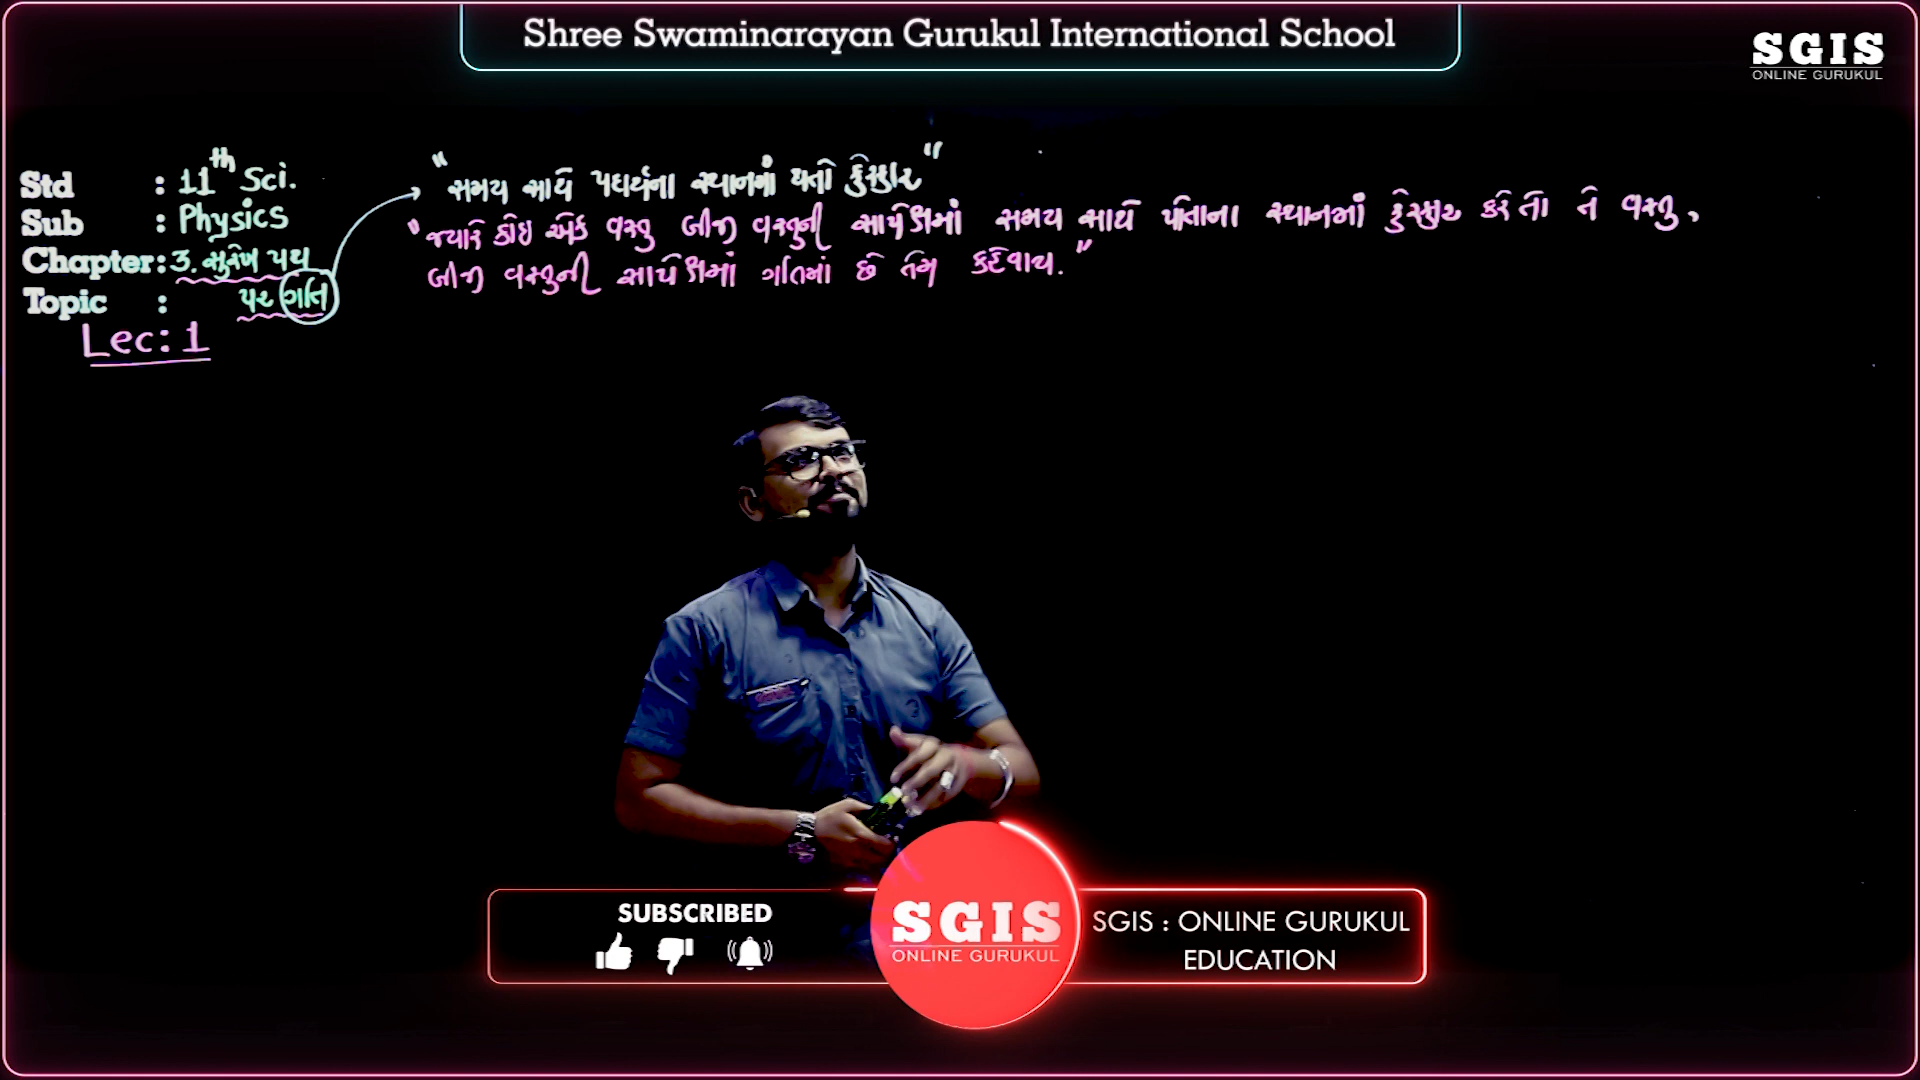 Shree Swaminarayan Gurukul International School
SGIS
ONLINE GURUKUL
Std : 11th Sci.
Sub : Physics
Chapter: 3. સુરેખ પથ
Topic : પર ગતિ
Lec: 1
"સમય સાથે પદાર્થના સ્થાનમાં થતો ફેરફાર"
"જ્યારે કોઇ એક વસ્તુ બીજી વસ્તુની સાપેક્ષમાં સમય સાથે પોતાના સ્થાનમાં ફેરફાર કરે તો તે વસ્તુ,
બીજી વસ્તુની સાપેક્ષમાં ગતિમાં છે તેમ કહેવાય."
SUBSCRIBED
SGIS
ONLINE GURUKUL
SGIS : ONLINE GURUKUL
EDUCATION